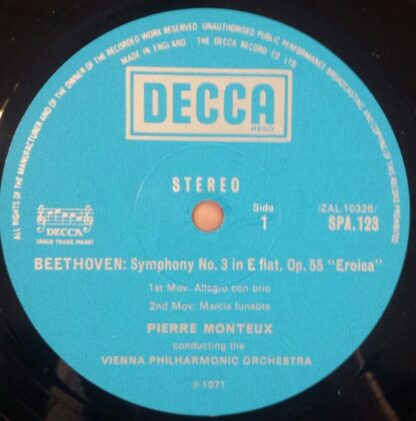 ALL RIGHTS OF THE MANUFACTURER AND OF THE OWNER OF THE RECORDED WORK RESERVED UNAUTHORISED PUBLIC PERFORMANCE BROADCASTING AND COPYING OF THIS RECORD PROHIBITED
MADE IN ENGLAND THE DECCA RECORD CO LTD
DECCA
REGD
STEREO
DECCA
(REGD TRADE MARK)
Side
1
/ZAL.10326/
SPA.123
BEETHOVEN: Symphony No. 3 in E flat, Op. 55 "Eroica"
1st Mov: Allegro con brio
2nd Mov: Marcia funebre
PIERRE MONTEUX
conducting the
VIENNA PHILHARMONIC ORCHESTRA
℗1971